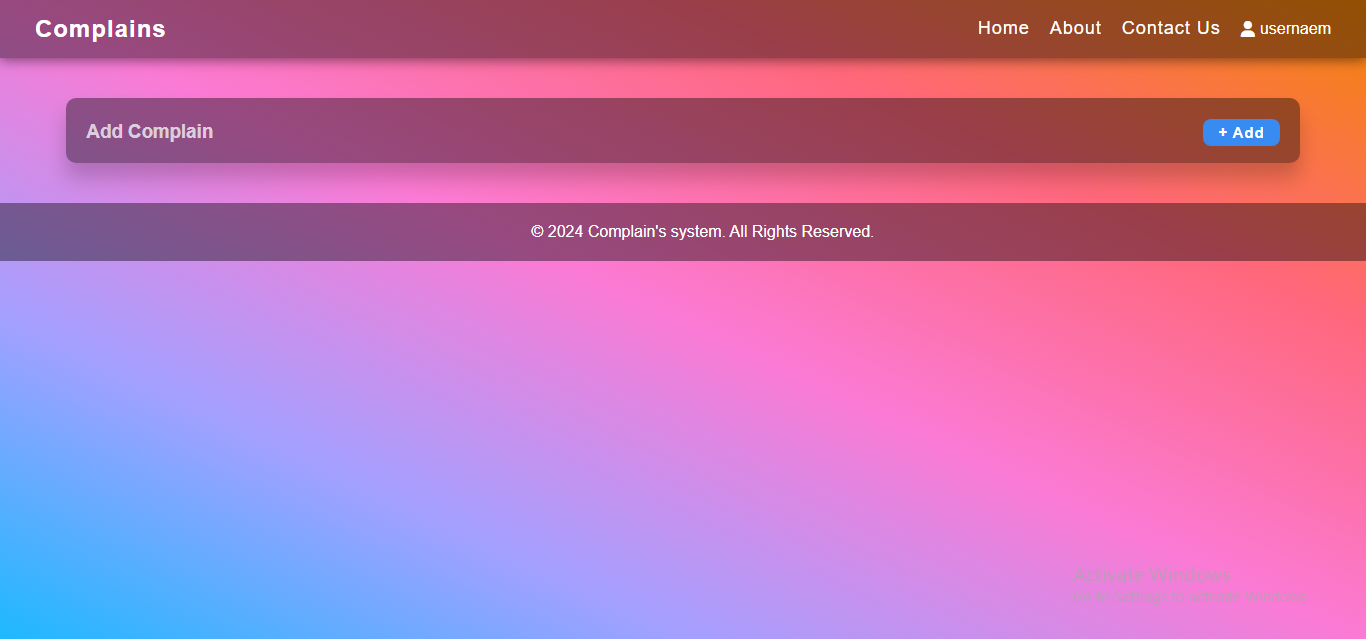 Complains
Home About Contact Us usernaem
Add Complain
+ Add
© 2024 Complain's system. All Rights Reserved.
Activate Windows
Go to Settings to activate Windows.